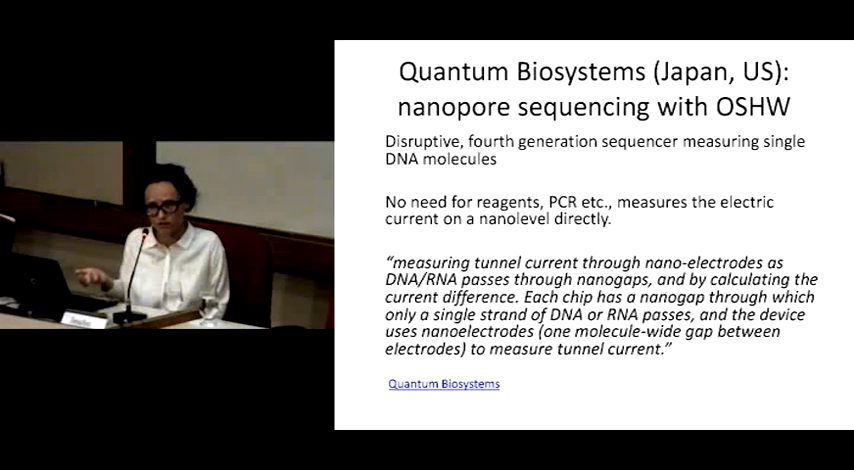 Quantum Biosystems (Japan, US):
nanopore sequencing with OSHW
Disruptive, fourth generation sequencer measuring single
DNA molecules
No need for reagents, PCR etc., measures the electric
current on a nanolevel directly.
“measuring tunnel current through nano-electrodes as
DNA/RNA passes through nanogaps, and by calculating the
current difference. Each chip has a nanogap through which
only a single strand of DNA or RNA passes, and the device
uses nanoelectrodes (one molecule-wide gap between
electrodes) to measure tunnel current.”
Quantum Biosystems